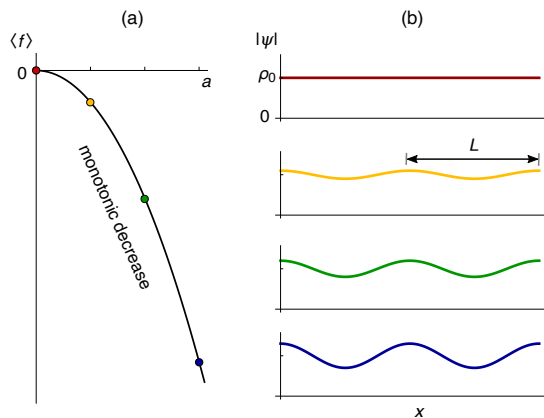 (a)
⟨f⟩
0
a
monotonic decrease
(b)
|ψ|
ρ₀
0
L
x